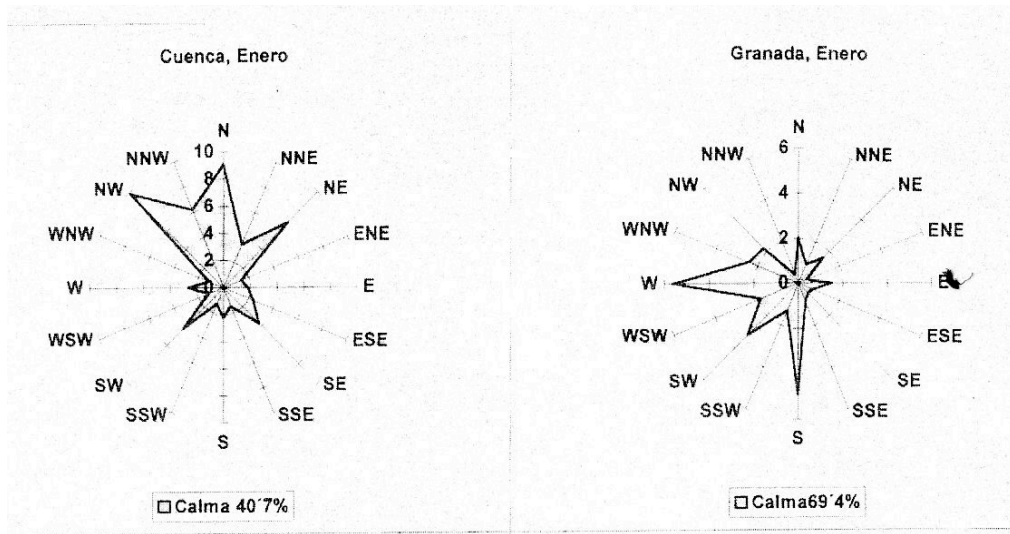 Cuenca, Enero
N
NNW
NNE
NW
NE
WNW
ENE
W
E
WSW
ESE
SW
SE
SSW
SSE
S
10
8
6
4
2
0
Calma 40´7%
Granada, Enero
N
NNW
NNE
NW
NE
WNW
ENE
W
E
WSW
ESE
SW
SE
SSW
SSE
S
6
4
2
0
Calma69´4%